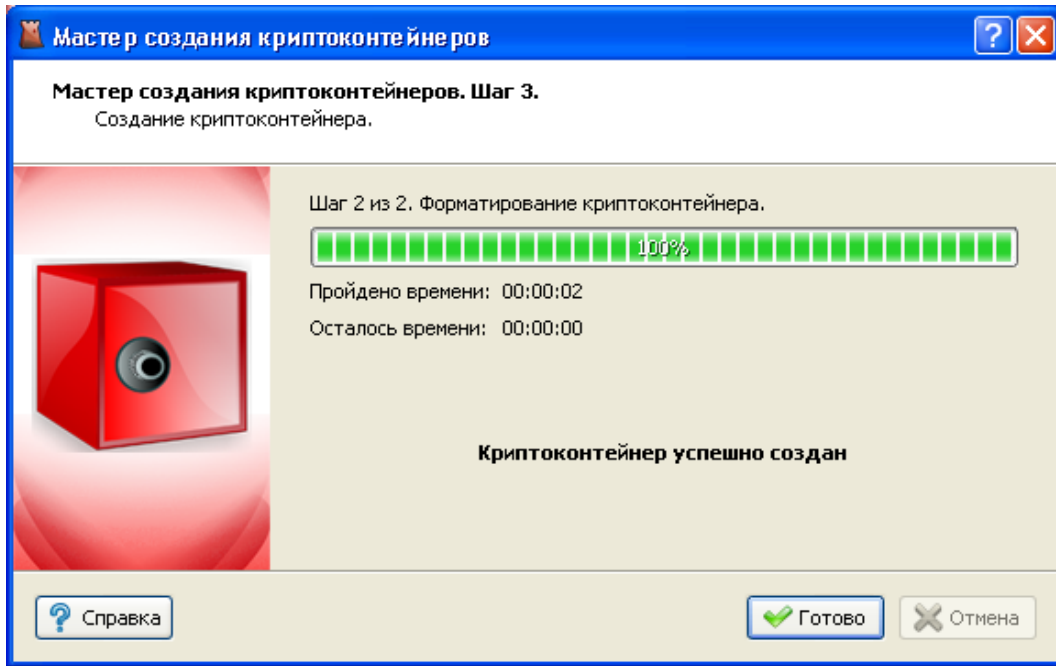 Мастер создания криптоконтейнеров
Мастер создания криптоконтейнеров. Шаг 3.
Создание криптоконтейнера.
Шаг 2 из 2. Форматирование криптоконтейнера.
100%
Пройдено времени: 00:00:02
Осталось времени: 00:00:00
Криптоконтейнер успешно создан
Справка
Готово
Отмена